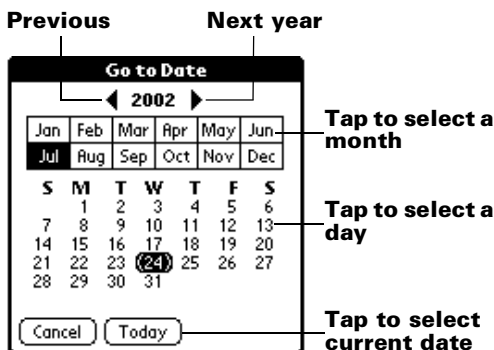 Previous Next year
Go to Date
2002
Jan Feb Mar Apr May Jun
Tap to select a
month
Jul Aug Sep Oct Nov Dec
S M T W T F S
1 2 3 4 5 6
Tap to select a
day
7 8 9 10 11 12 13
14 15 16 17 18 19 20
21 22 23 (24) 25 26 27
28 29 30 31
Cancel Today
Tap to select
current date